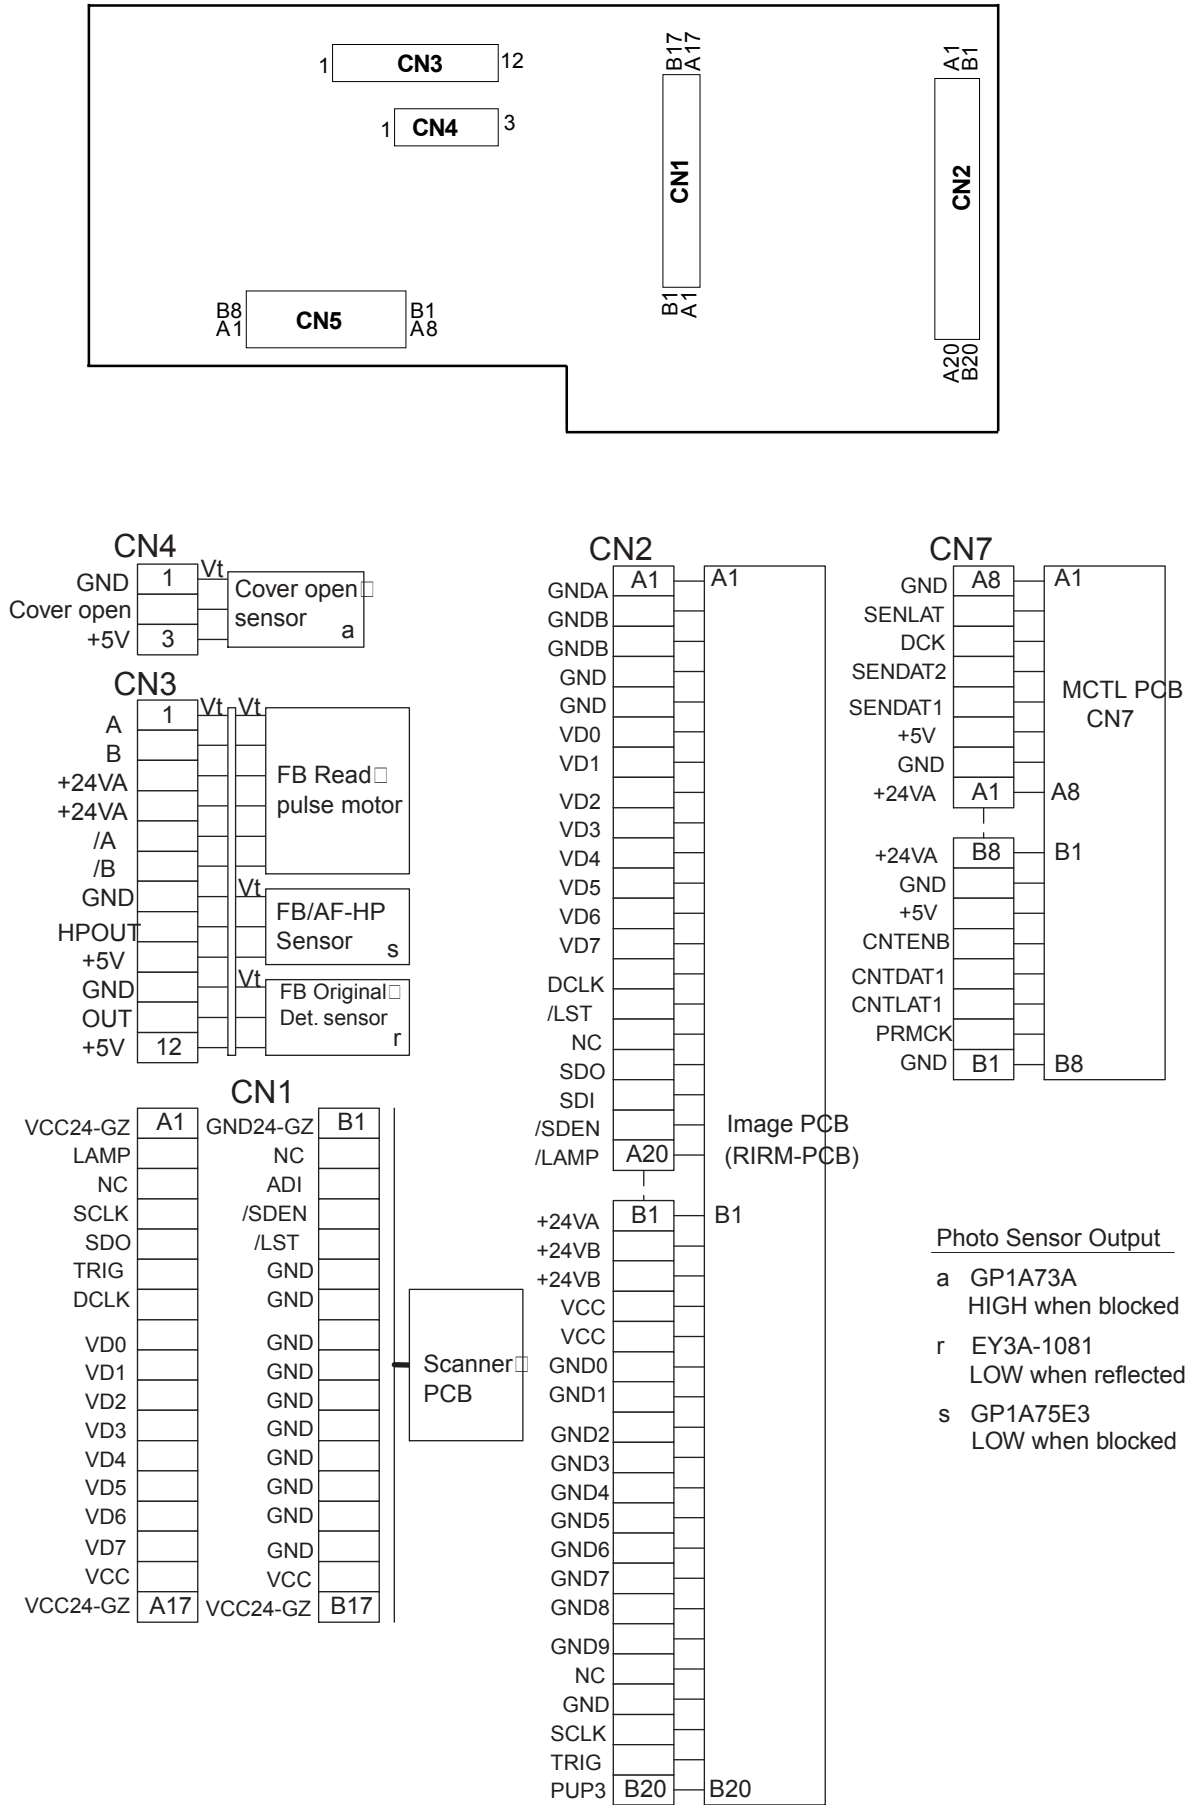 1 CN3 12
1 CN4 3
B17
A17
CN1
B1
A1
A1
B1
CN2
A20
B20
B8
A1
CN5
B1
A8
CN4
GND 1 Vt
Cover open
+5V 3
Cover open
sensor
a
CN3
A 1 Vt Vt
B
+24VA
+24VA
/A
/B
GND Vt
HPOUT
+5V
GND Vt
OUT
+5V 12
FB Read
pulse motor
FB/AF-HP
Sensor s
FB Original
Det. sensor
r
CN1
VCC24-GZ A1 GND24-GZ B1
LAMP NC
NC ADI
SCLK /SDEN
SDO /LST
TRIG GND
DCLK GND
VD0 GND
VD1 GND
VD2 GND
VD3 GND
VD4 GND
VD5 GND
VD6 GND
VD7 GND
VCC VCC
VCC24-GZ A17 VCC24-GZ B17
Scanner
PCB
CN2
GNDA A1 A1
GNDB
GNDB
GND
GND
VD0
VD1
VD2
VD3
VD4
VD5
VD6
VD7
DCLK
/LST
NC
SDO
SDI
/SDEN
/LAMP A20
Image PCB
(RIRM-PCB)
+24VA B1 B1
+24VB
+24VB
VCC
VCC
GND0
GND1
GND2
GND3
GND4
GND5
GND6
GND7
GND8
GND9
NC
GND
SCLK
TRIG
PUP3 B20 B20
CN7
GND A8 A1
SENLAT
DCK
SENDAT2
SENDAT1
+5V
GND
+24VA A1 A8
MCTL PCB
CN7
+24VA B8 B1
GND
+5V
CNTENB
CNTDAT1
CNTLAT1
PRMCK
GND B1 B8
Photo Sensor Output
a GP1A73A
HIGH when blocked
r EY3A-1081
LOW when reflected
s GP1A75E3
LOW when blocked